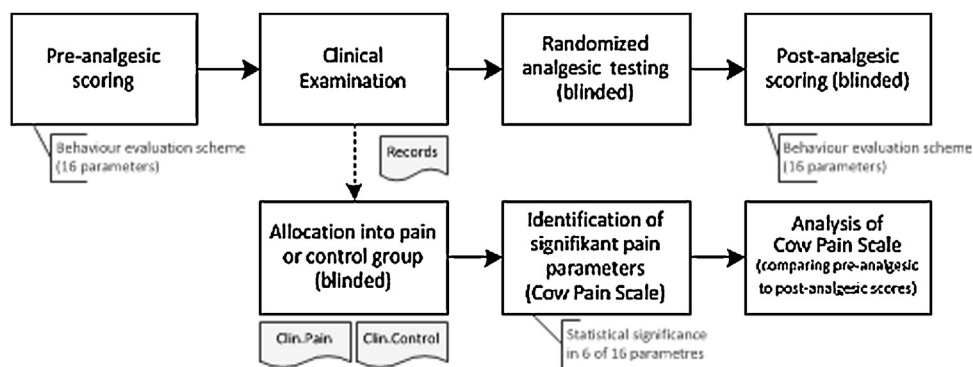 Pre-analgesic
scoring
Clinical
Examination
Randomized
analgesic testing
(blinded)
Post-analgesic
scoring (blinded)
Behaviour evaluation scheme
(16 parameters)
Records
Behaviour evaluation scheme
(16 parameters)
Allocation into pain
or control group
(blinded)
Identification of
signifikant pain
parameters
(Cow Pain Scale)
Analysis of
Cow Pain Scale
(comparing pre-analgesic
to post-analgesic scores)
Clin.Pain
Clin.Control
Statistical significance
in 6 of 16 parametres